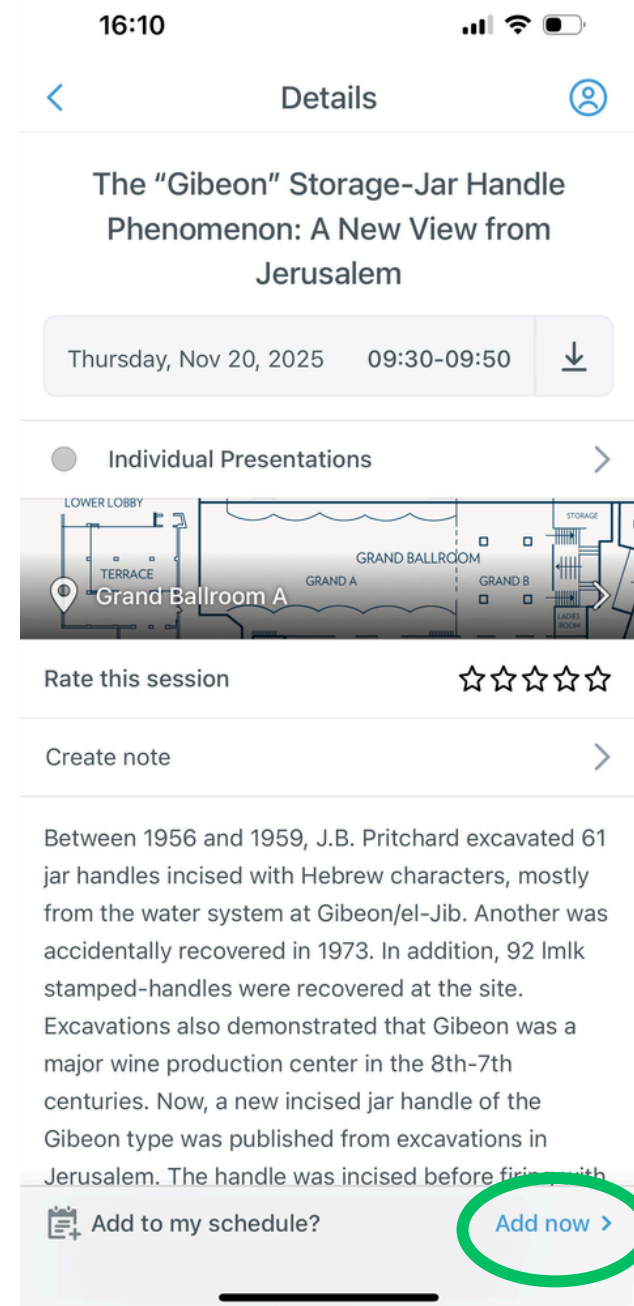 16:10
Details
The “Gibeon” Storage-Jar Handle
Phenomenon: A New View from
Jerusalem
Thursday, Nov 20, 2025 09:30-09:50
Individual Presentations
LOWER LOBBY
STORAGE
GRAND BALLROOM
TERRACE
GRAND A
GRAND B
Grand Ballroom A
LADIES
ROOM
Rate this session
Create note
Between 1956 and 1959, J.B. Pritchard excavated 61
jar handles incised with Hebrew characters, mostly
from the water system at Gibeon/el-Jib. Another was
accidentally recovered in 1973. In addition, 92 lmlk
stamped-handles were recovered at the site.
Excavations also demonstrated that Gibeon was a
major wine production center in the 8th-7th
centuries. Now, a new incised jar handle of the
Gibeon type was published from excavations in
Jerusalem. The handle was incised before firing with
Add to my schedule?
Add now